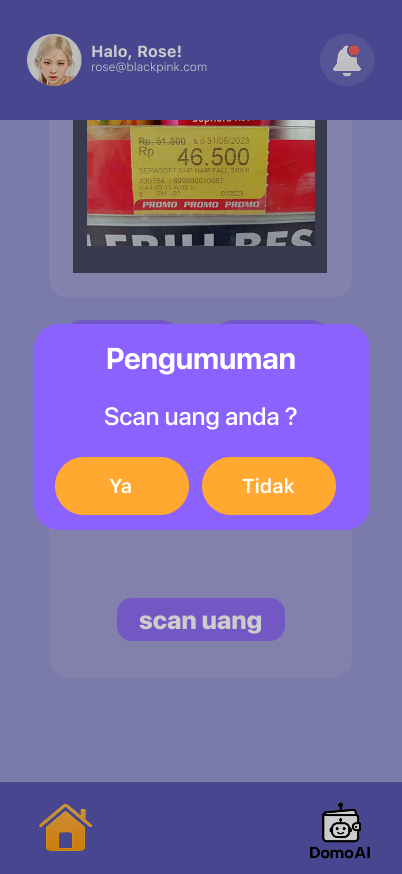 Halo, Rose!
rose@blackpink.com
Rp. 51.500 s.d 31/05/2023
Rp 46.500
SERASOFT SHP HAIR FALL 310Ml
PROMO PROMO PROMO
Pengumuman
Scan uang anda ?
Ya
Tidak
scan uang
DomoAI